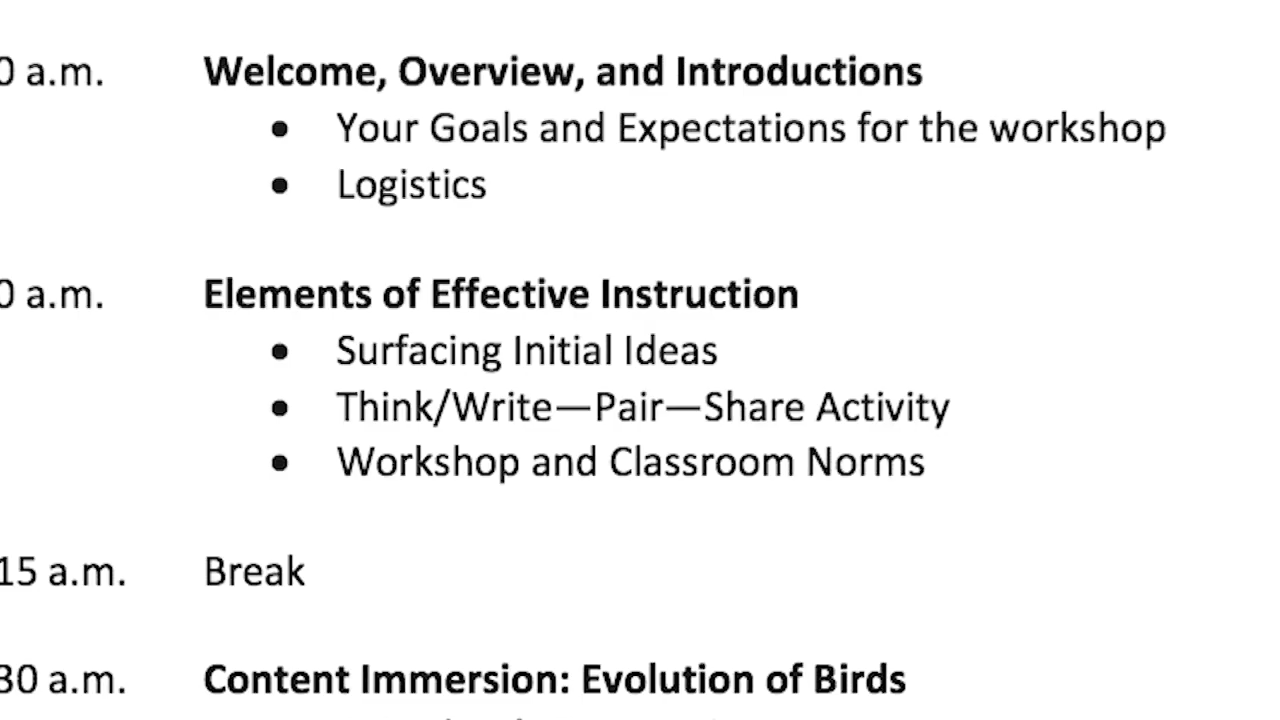 0 a.m. Welcome, Overview, and Introductions
• Your Goals and Expectations for the workshop
• Logistics
0 a.m. Elements of Effective Instruction
• Surfacing Initial Ideas
• Think/Write—Pair—Share Activity
• Workshop and Classroom Norms
15 a.m. Break
30 a.m. Content Immersion: Evolution of Birds